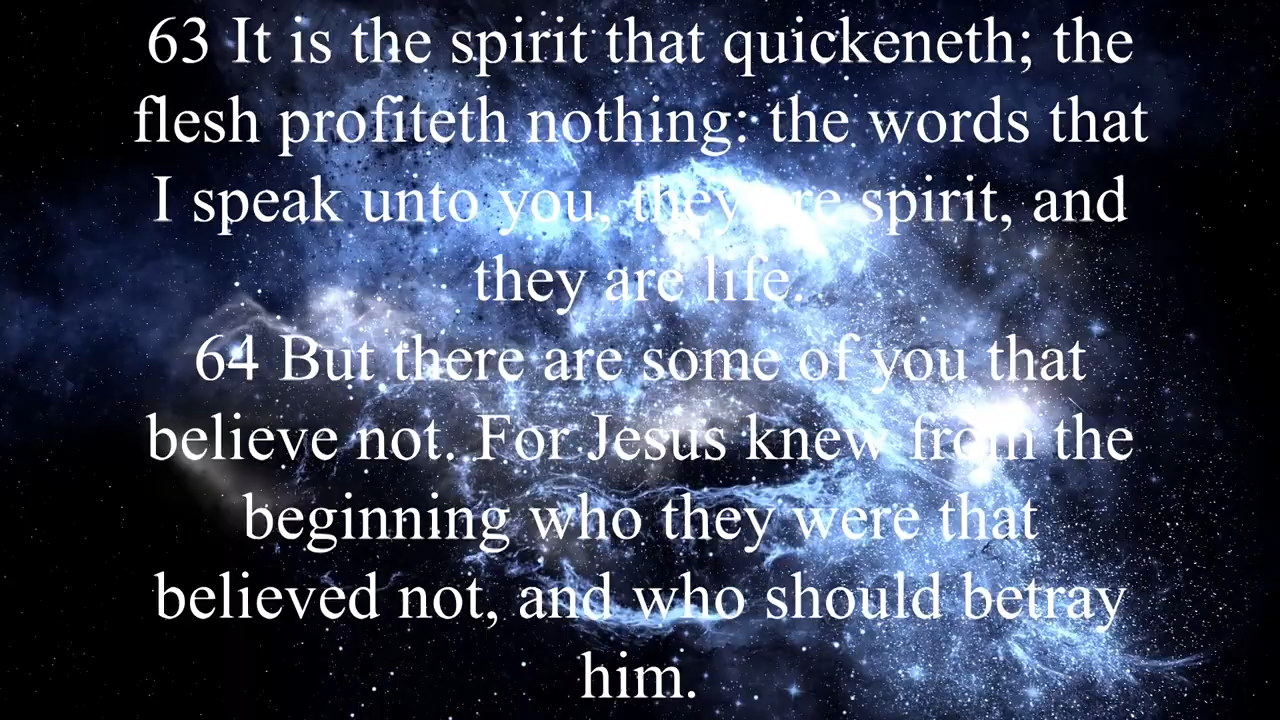 63 It is the spirit that quickeneth; the
flesh profiteth nothing: the words that
I speak unto you, they are spirit, and
they are life.
64 But there are some of you that
believe not. For Jesus knew from the
beginning who they were that
believed not, and who should betray
him.